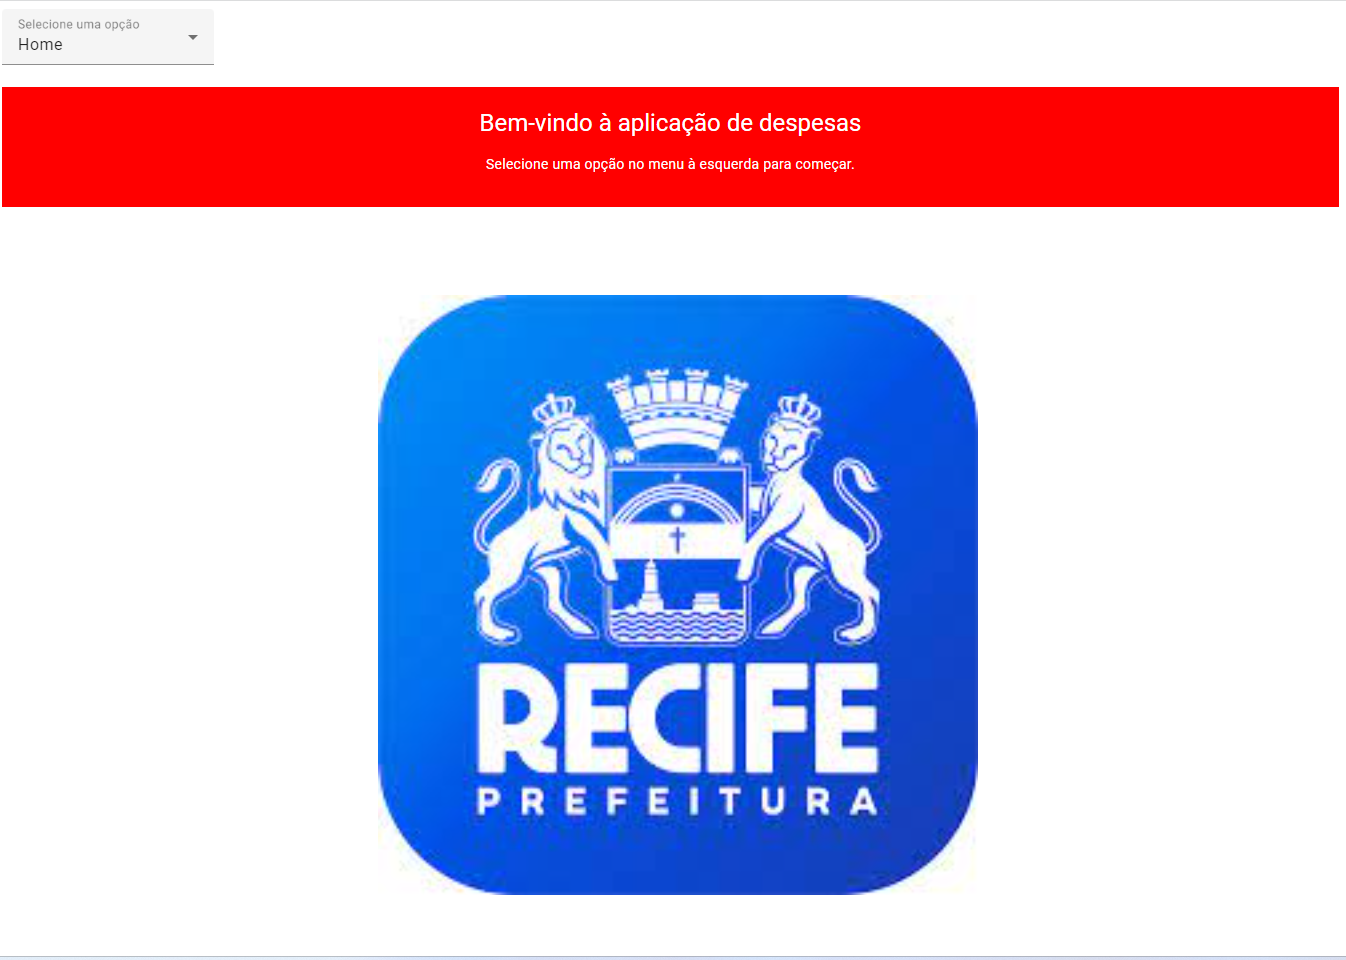 Selecione uma opção
Home
Bem-vindo à aplicação de despesas
Selecione uma opção no menu à esquerda para começar.
RECIFE
PREFEITURA